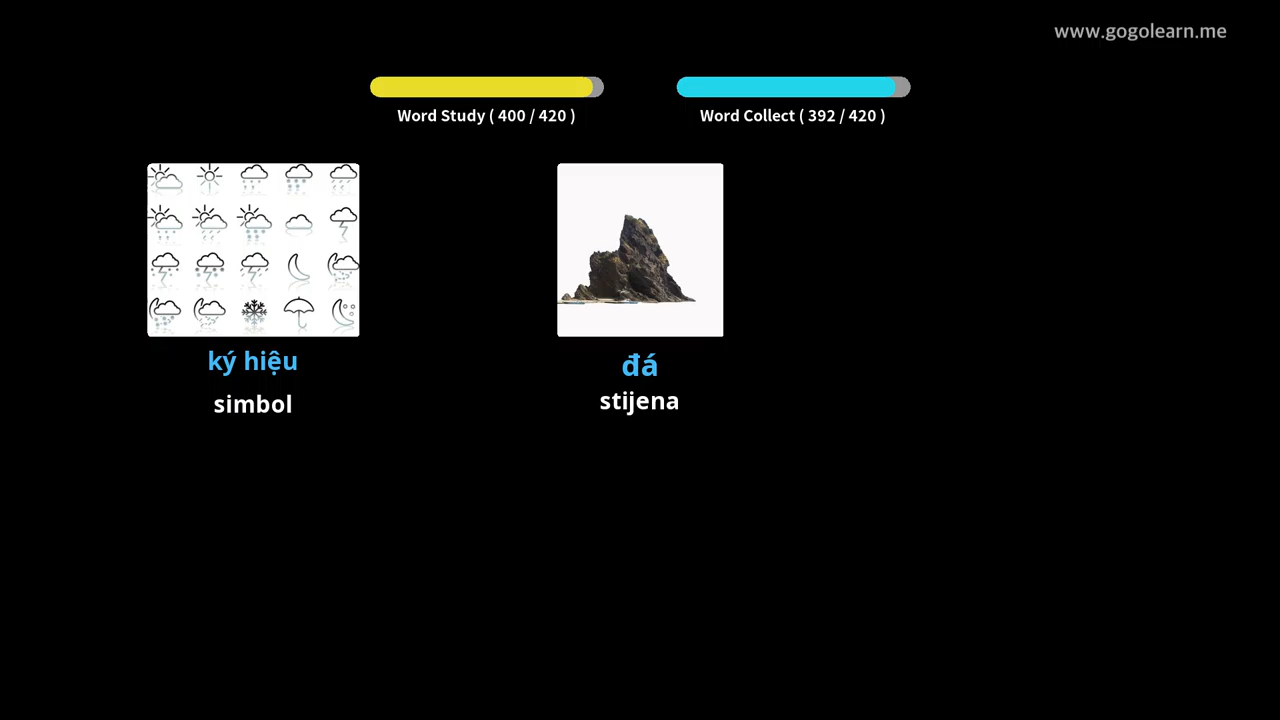 www.gogolearn.me
Word Study ( 400 / 420 )
Word Collect ( 392 / 420 )
ký hiệu
simbol
đá
stijena